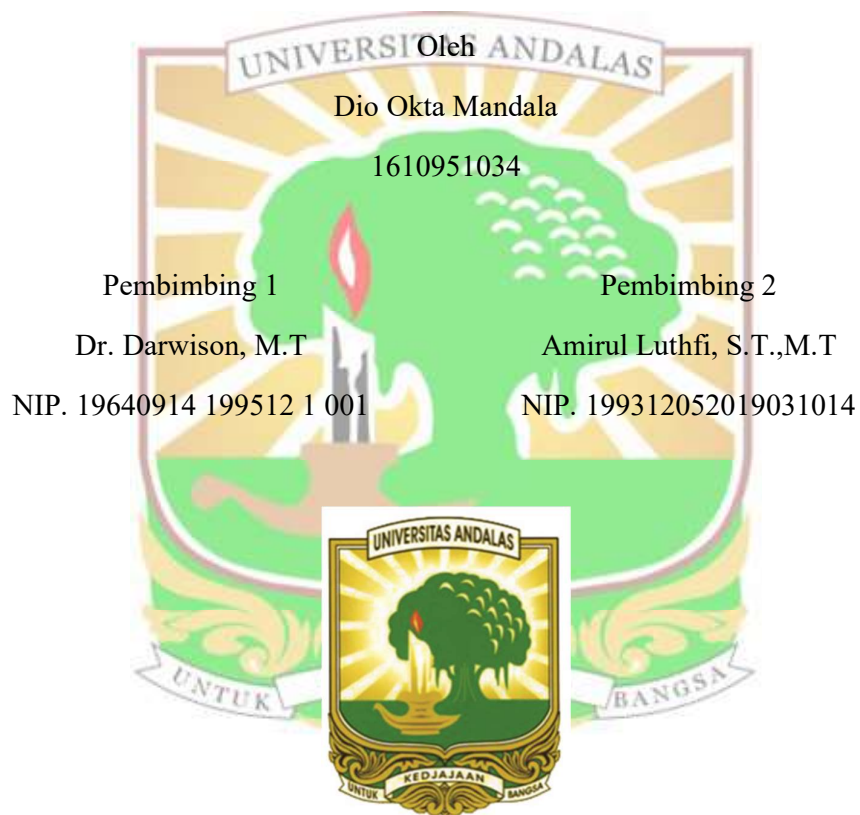 UNIVERSITAS ANDALAS
Oleh
Dio Okta Mandala
1610951034
Pembimbing 1
Pembimbing 2
Dr. Darwison, M.T
Amirul Luthfi, S.T.,M.T
NIP. 19640914 199512 1 001
NIP. 199312052019031014
UNIVERSITAS ANDALAS
UNTUK
BANGSA
UNTUK
KEDJAJAAN
BANGSA